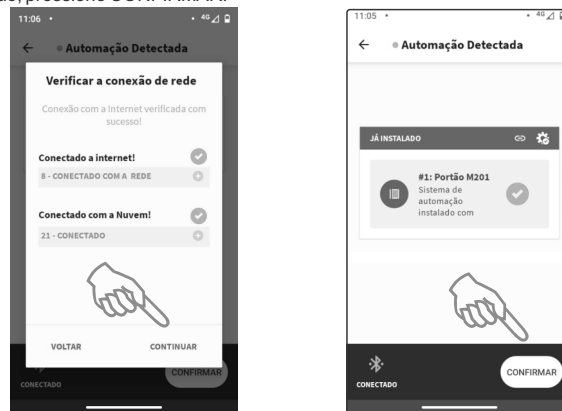 11:06
4G
Automação Detectada
Verificar a conexão de rede
Conexão com a Internet verificada com
sucesso!
Conectado a internet!
8 - CONECTADO COM A REDE
Conectado com a Nuvem!
21 - CONECTADO
VOLTAR CONTINUAR
CONECTADO
CONFIRMAR
11:05
4G
Automação Detectada
JÁ INSTALADO
#1: Portão M201
Sistema de
automação
instalado com
CONECTADO
CONFIRMAR